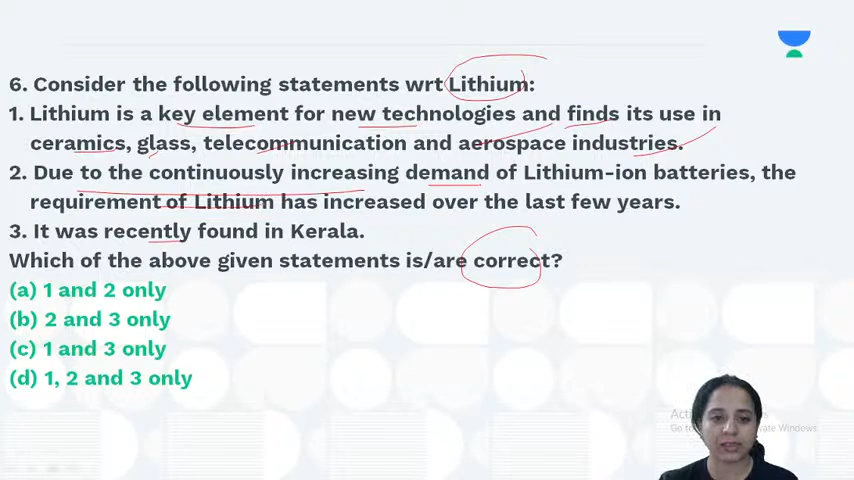 6. Consider the following statements wrt Lithium:
1. Lithium is a key element for new technologies and finds its use in
ceramics, glass, telecommunication and aerospace industries.
2. Due to the continuously increasing demand of Lithium-ion batteries, the
requirement of Lithium has increased over the last few years.
3. It was recently found in Kerala.
Which of the above given statements is/are correct?
(a) 1 and 2 only
(b) 2 and 3 only
(c) 1 and 3 only
(d) 1, 2 and 3 only